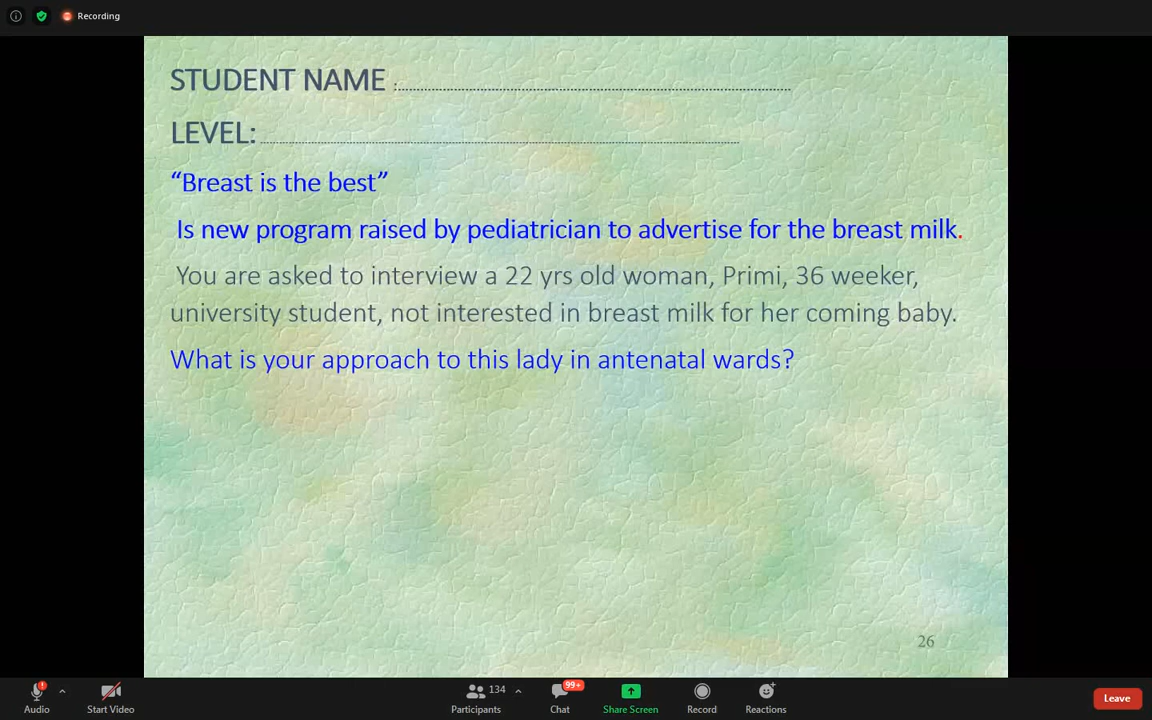 Recording
STUDENT NAME :..........................................................................................
LEVEL: ...............................................................................................................
“Breast is the best”
Is new program raised by pediatrician to advertise for the breast milk.
You are asked to interview a 22 yrs old woman, Primi, 36 weeker,
university student, not interested in breast milk for her coming baby.
What is your approach to this lady in antenatal wards?
26
134
99+
Audio
Start Video
Participants
Chat
Share Screen
Record
Reactions
Leave